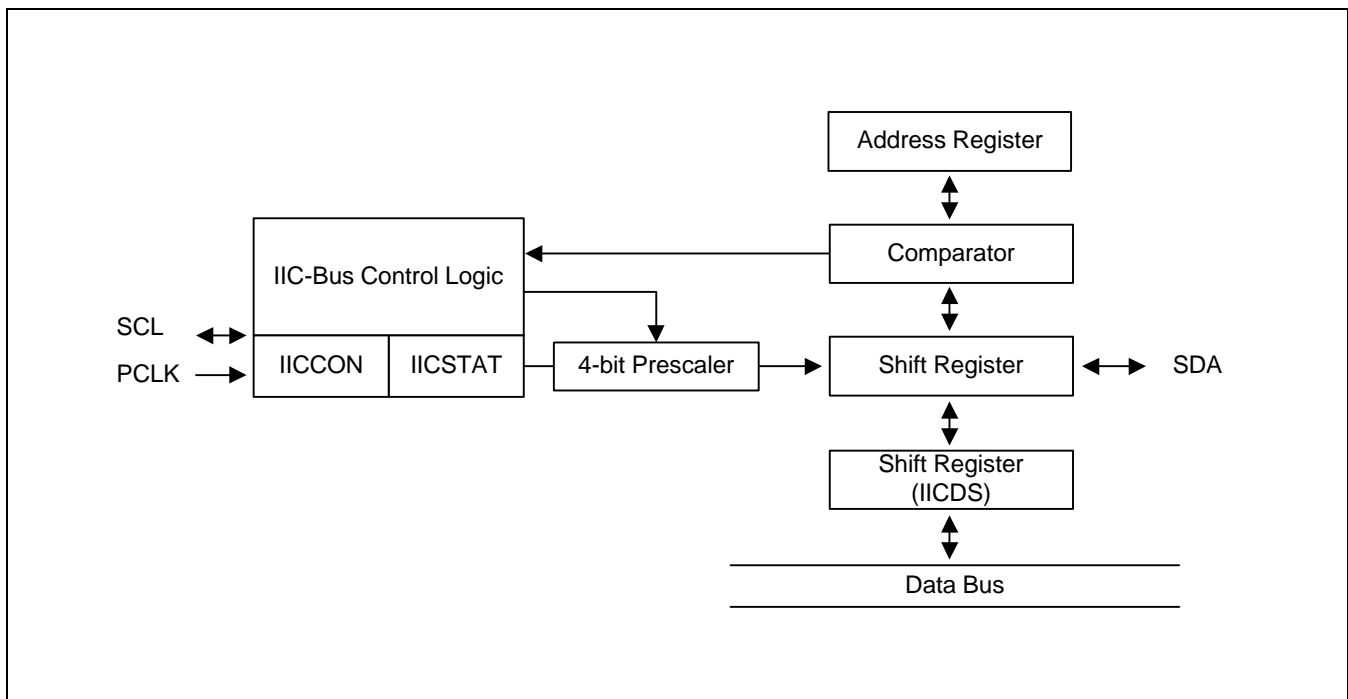 Address Register
Comparator
IIC-Bus Control Logic
SCL
PCLK
IICCON
IICSTAT
4-bit Prescaler
Shift Register
SDA
Shift Register
(IICDS)
Data Bus